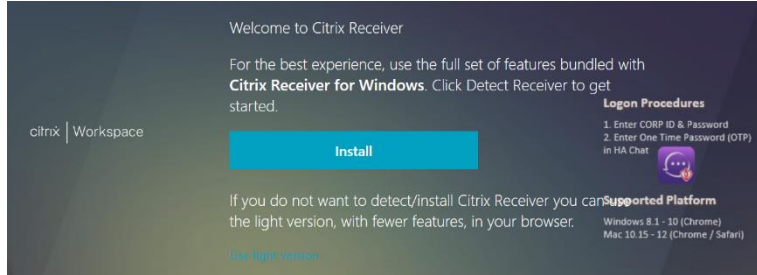 Welcome to Citrix Receiver
For the best experience, use the full set of features bundled with
Citrix Receiver for Windows. Click Detect Receiver to get
started.
citrix | Workspace
Install
If you do not want to detect/install Citrix Receiver you can use
the light version, with fewer features, in your browser.
Use light version
Logon Procedures
1. Enter CORP ID & Password
2. Enter One Time Password (OTP)
in HA Chat
Supported Platform
Windows 8.1 - 10 (Chrome)
Mac 10.15 - 12 (Chrome / Safari)